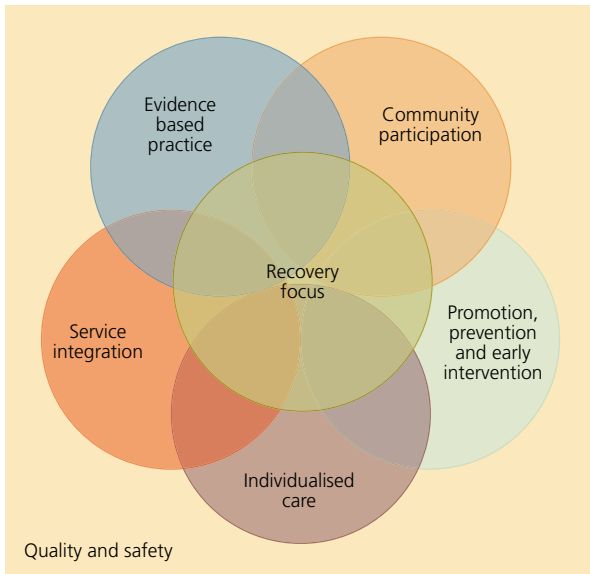 Evidence
based
practice
Community
participation
Recovery
focus
Service
integration
Promotion,
prevention
and early
intervention
Individualised
care
Quality and safety